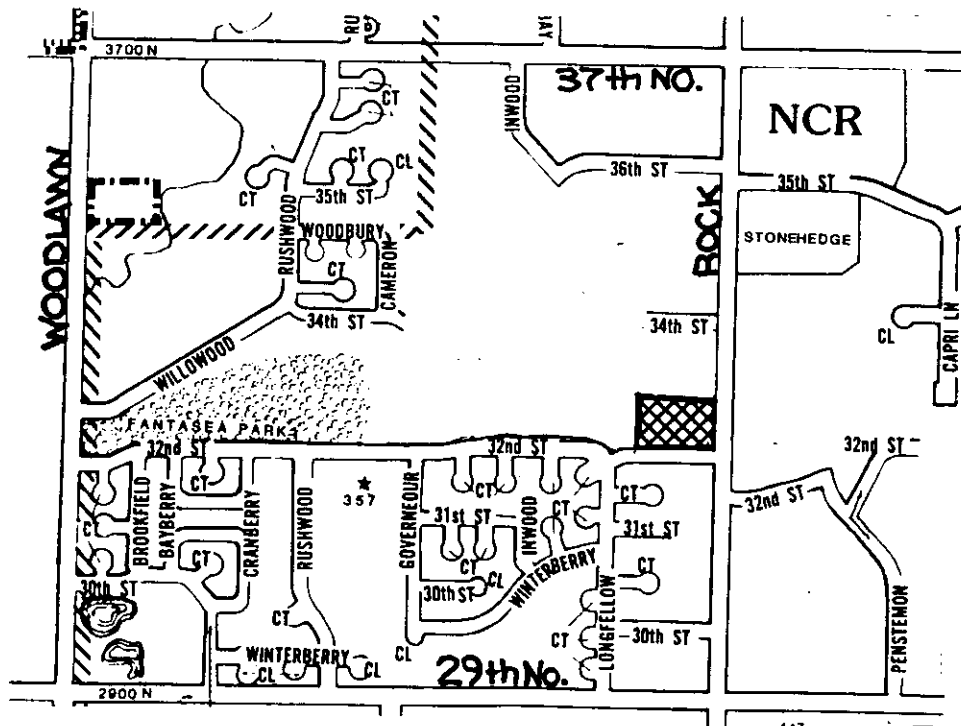 RU
JAY
3700 N
37th NO.
CT
INWOOD
NCR
WOODLAWN
CT
CL
36th ST
CT
35th ST
35th ST
RUSHWOOD
WOODBURY
ROCK
STONEHEDGE
CT
CAMERON
34th ST
34th ST
CL
CAPRI LN
WILLOWOOD
FANTASEA PARK
32nd ST
32nd ST
32nd ST
BROOKFIELD
BAYBERRY
CT
CRANBERRY
RUSHWOOD
357
GOVERNEOUR
CT
CT
CT
32nd ST
31st ST
INWOOD
31st ST
CT
CT
CT
CT
30th ST
CL
30th ST
WINTERBERRY
LONGFELLOW
CT
CT
30th ST
PENSTEMON
WINTERBERRY
CL
CL
CL
29th No.
2900 N